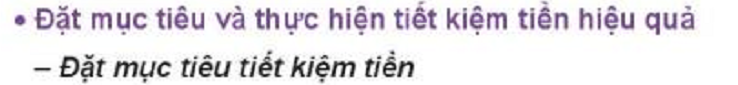 • Đặt mục tiêu và thực hiện tiết kiệm tiền hiệu quả
– Đặt mục tiêu tiết kiệm tiền